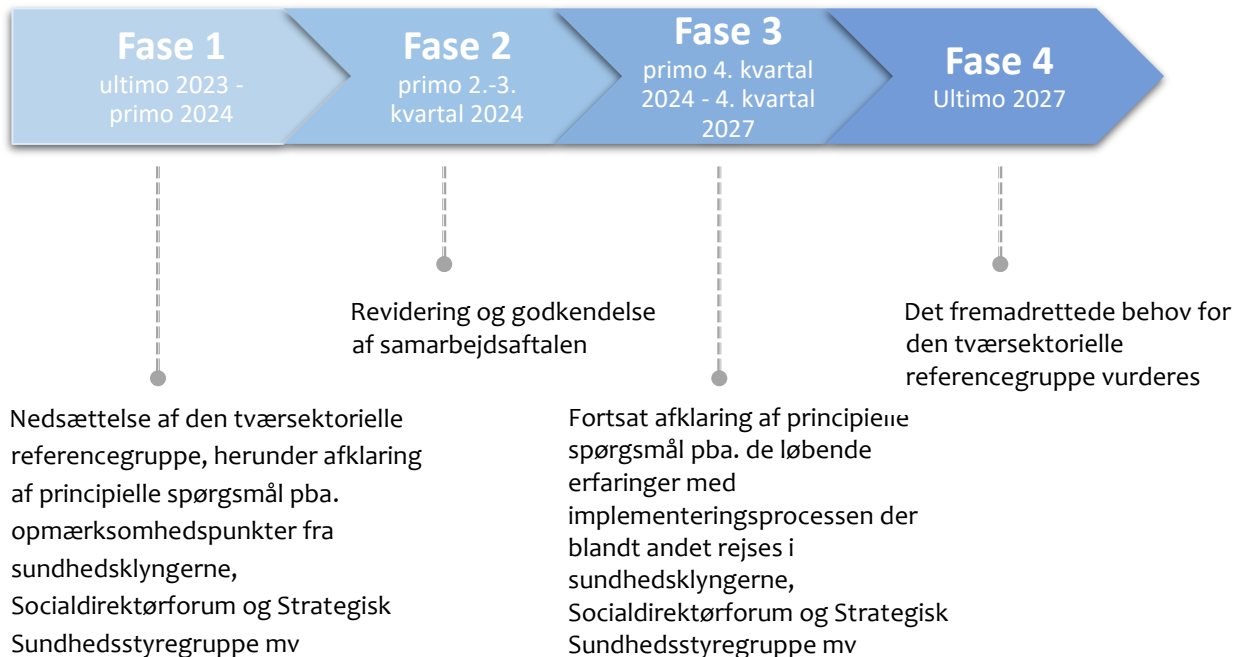 Fase 1
ultimo 2023 -
primo 2024
Fase 2
primo 2.-3.
kvartal 2024
Fase 3
primo 4. kvartal
2024 - 4. kvartal
2027
Fase 4
Ultimo 2027
Nedsættelse af den tværsektorielle
referencegruppe, herunder afklaring
af principielle spørgsmål pba.
opmærksomhedspunkter fra
sundhedsklyngerne,
Socialdirektørforum og Strategisk
Sundhedsstyregruppe mv
Revidering og godkendelse
af samarbejdsaftalen
Fortsat afklaring af principielle
spørgsmål pba. de løbende
erfaringer med
implementeringsprocessen der
blandt andet rejses i
sundhedsklyngerne,
Socialdirektørforum og Strategisk
Sundhedsstyregruppe mv
Det fremadrettede behov for
den tværsektorielle
referencegruppe vurderes